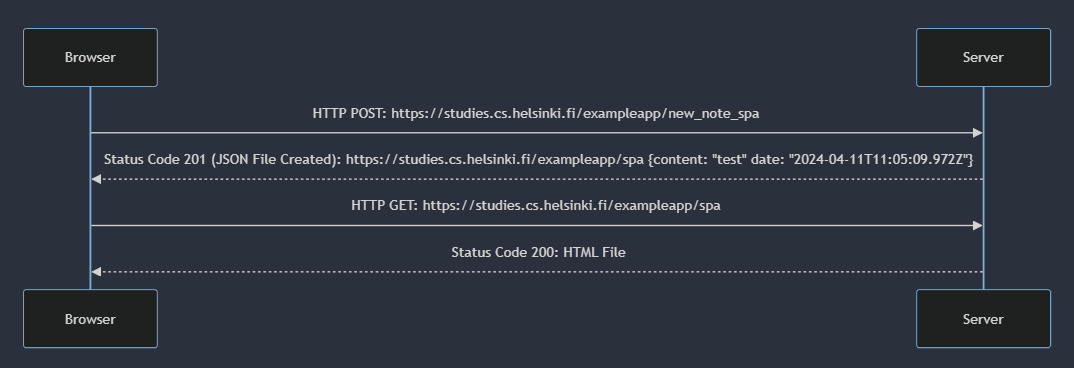 Browser
Server
HTTP POST: https://studies.cs.helsinki.fi/exampleapp/new_note_spa
Status Code 201 (JSON File Created): https://studies.cs.helsinki.fi/exampleapp/spa {content: "test" date: "2024-04-11T11:05:09.972Z"}
HTTP GET: https://studies.cs.helsinki.fi/exampleapp/spa
Status Code 200: HTML File
Browser
Server